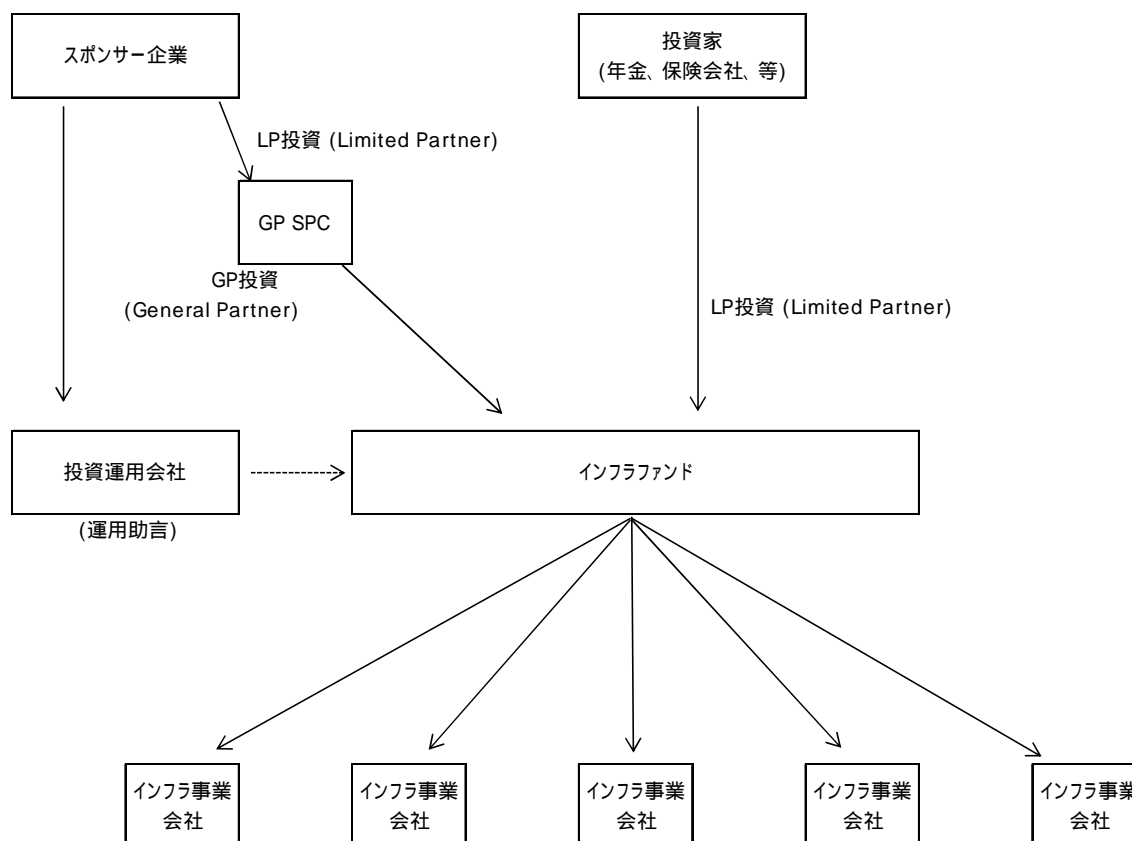 スポンサー企業
投資家
(年金、保険会社、等)
LP投資 (Limited Partner)
GP SPC
GP投資
(General Partner)
LP投資 (Limited Partner)
投資運用会社
インフラファンド
(運用助言)
インフラ事業
会社
インフラ事業
会社
インフラ事業
会社
インフラ事業
会社
インフラ事業
会社